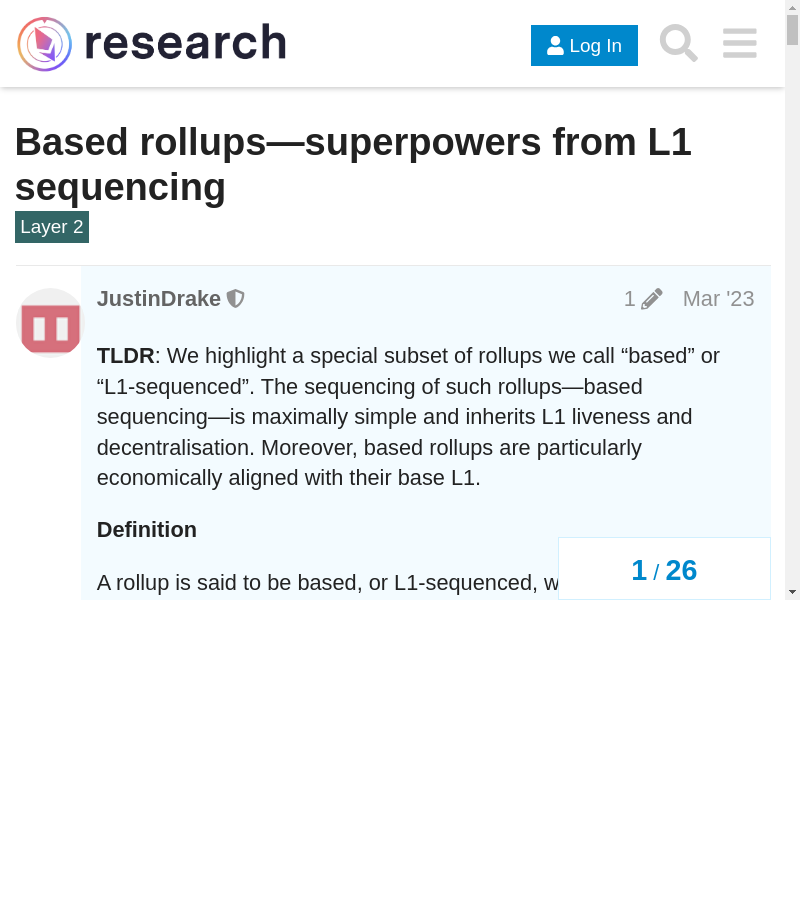 research
Log In
Based rollups—superpowers from L1
sequencing
Layer 2
JustinDrake
1
Mar '23
TLDR: We highlight a special subset of rollups we call “based” or
“L1-sequenced”. The sequencing of such rollups—based
sequencing—is maximally simple and inherits L1 liveness and
decentralisation. Moreover, based rollups are particularly
economically aligned with their base L1.
Definition
A rollup is said to be based, or L1-sequenced, w
1 / 26